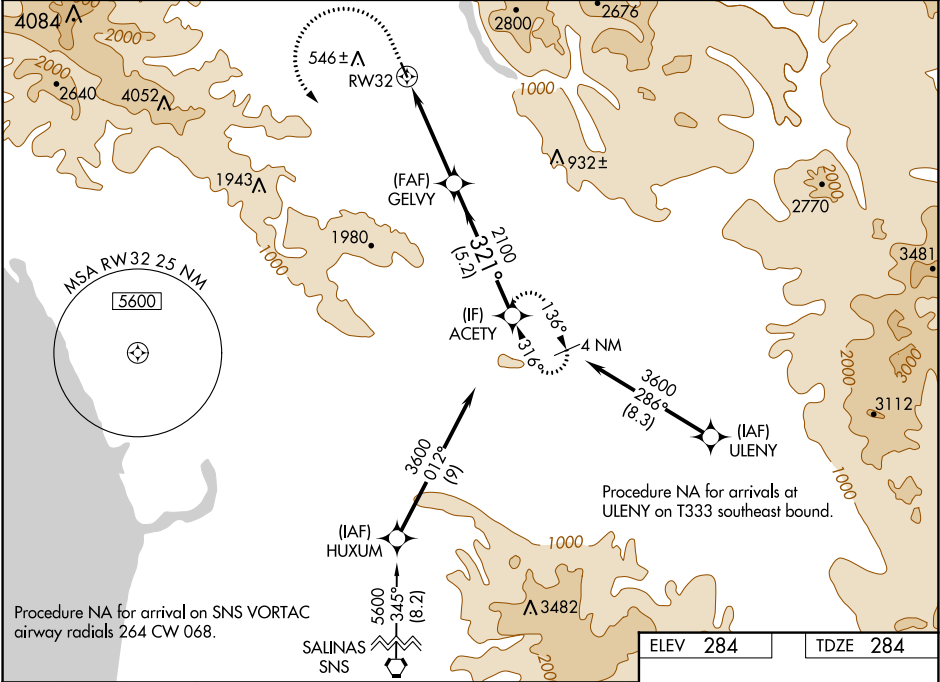 4084
2000
2800
2676
546±
RW32
2000
2640
4052
1000
932±
(FAF)
GELVY
1943
2000
2770
1980
2100
321°
(5.2)
3481
MSA RW32 25 NM
5600
1000
(IF)
ACETY
136°
316°
4 NM
2000
3000
3600
286°
(8.3)
3112
3600
012°
(9)
(IAF)
ULENY
1000
Procedure NA for arrivals at
ULENY on T333 southeast bound.
(IAF)
HUXUM
1000
5600
345°
(8.2)
3482
Procedure NA for arrival on SNS VORTAC
airway radials 264 CW 068.
SALINAS
SNS
ELEV 284
TDZE 284